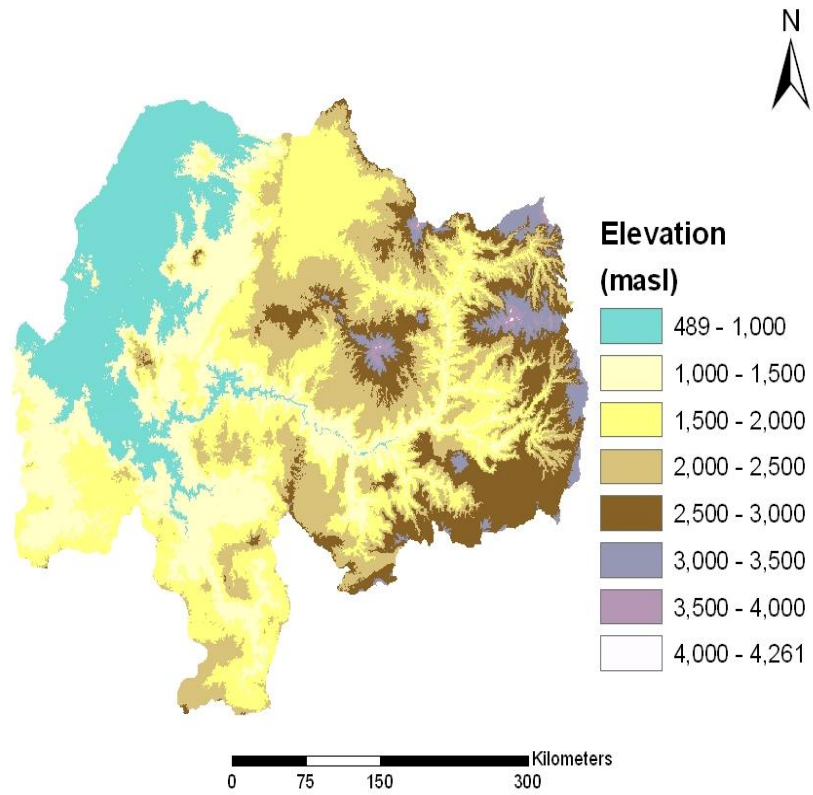 N
Elevation
(masl)
489 - 1,000
1,000 - 1,500
1,500 - 2,000
2,000 - 2,500
2,500 - 3,000
3,000 - 3,500
3,500 - 4,000
4,000 - 4,261
Kilometers
0 75 150 300